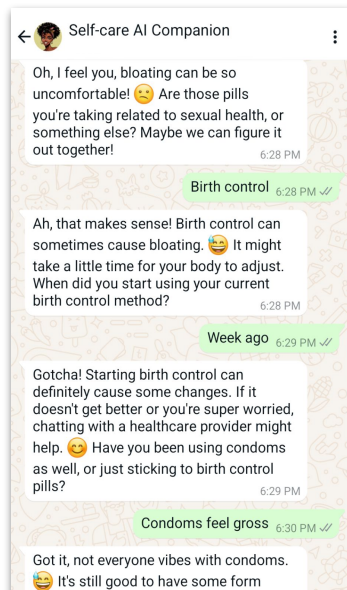 Self-care AI Companion
Oh, I feel you, bloating can be so
uncomfortable! 😕 Are those pills
you're taking related to sexual health, or
something else? Maybe we can figure it
out together!
6:28 PM
Birth control 6:28 PM
Ah, that makes sense! Birth control can
sometimes cause bloating. 😅 It might
take a little time for your body to adjust.
When did you start using your current
birth control method?
6:28 PM
Week ago 6:29 PM
Gotcha! Starting birth control can
definitely cause some changes. If it
doesn't get better or you're super worried,
chatting with a healthcare provider might
help. 😊 Have you been using condoms
as well, or just sticking to birth control
pills?
6:29 PM
Condoms feel gross 6:30 PM
Got it, not everyone vibes with condoms.
😅 It's still good to have some form